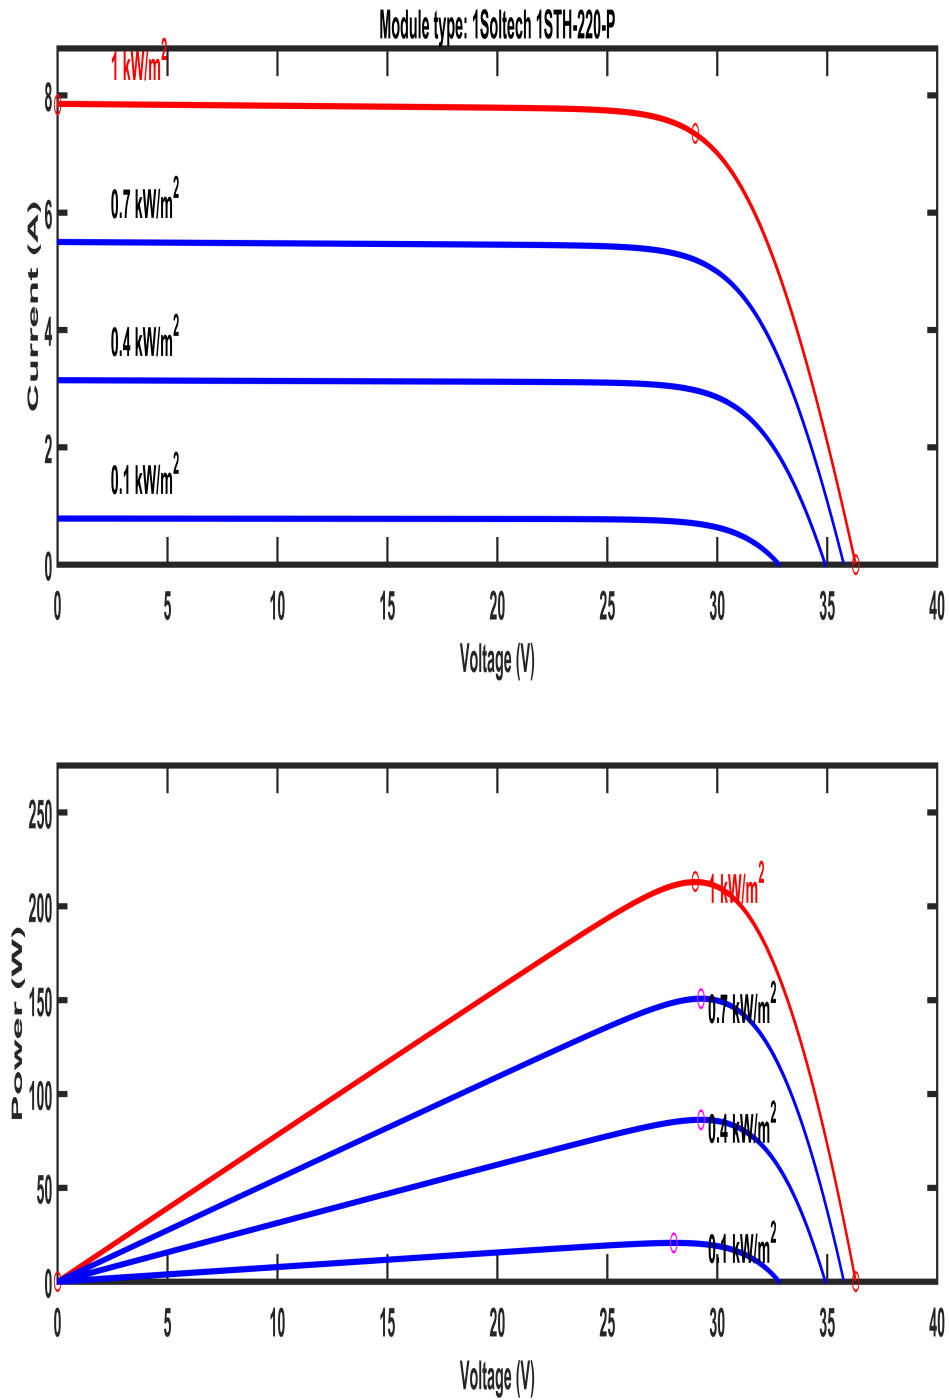 Module type: 1Soltech 1STH-220-P
1 kW/m²
0.7 kW/m²
0.4 kW/m²
0.1 kW/m²
Current (A)
8
6
4
2
0
0 5 10 15 20 25 30 35 40
Voltage (V)
1 kW/m²
0.7 kW/m²
0.4 kW/m²
0.1 kW/m²
Power (W)
250
200
150
100
50
0
0 5 10 15 20 25 30 35 40
Voltage (V)